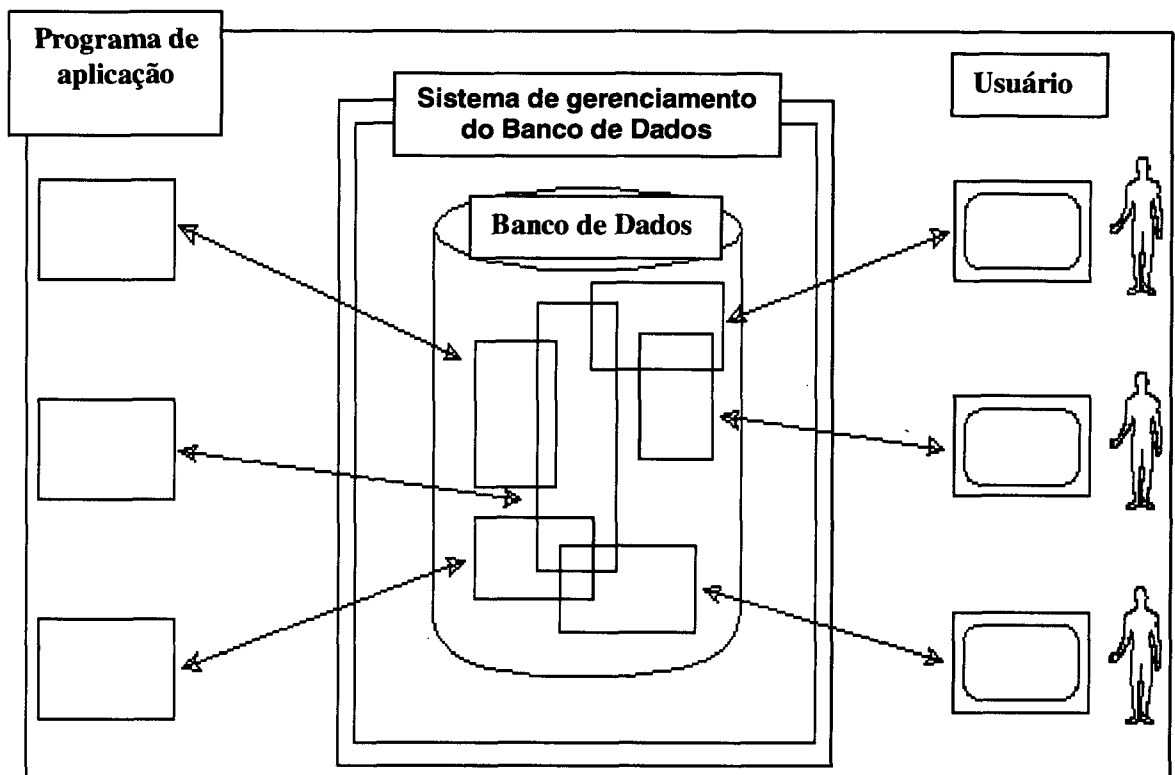 Programa de
aplicação
Sistema de gerenciamento
do Banco de Dados
Usuário
Banco de Dados